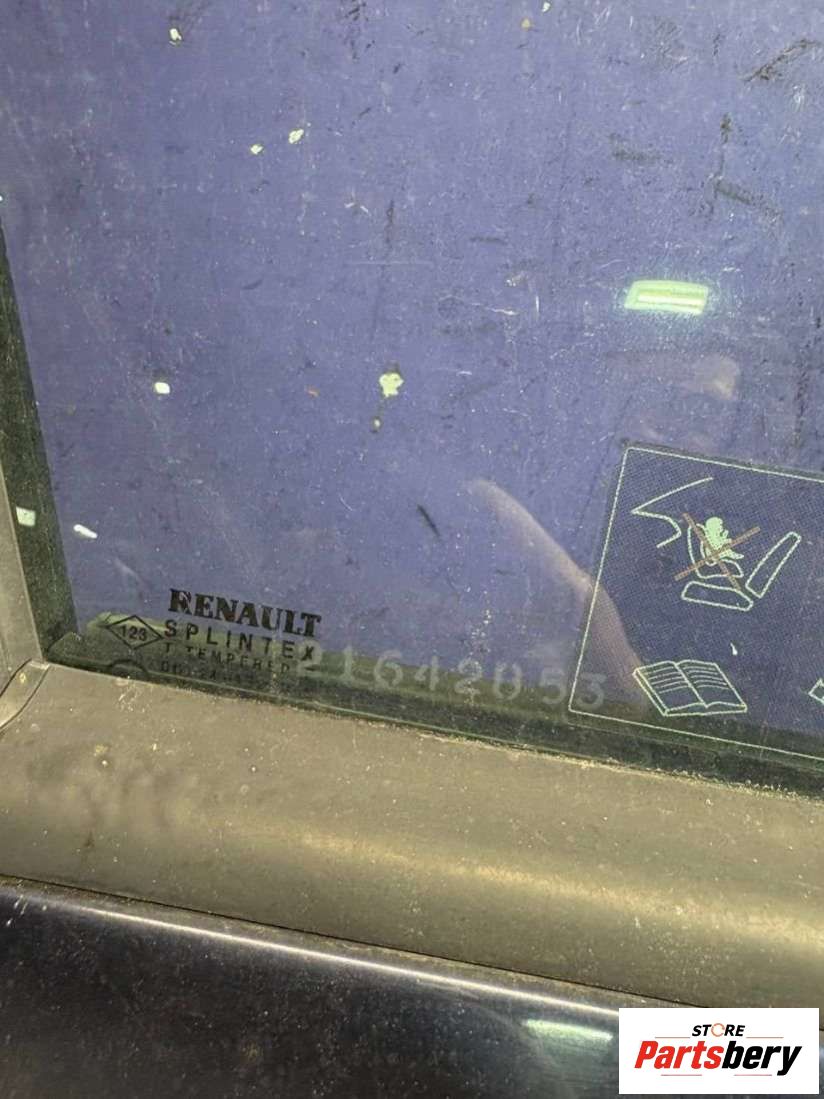 RENAULT
123
SPLINTEX
T TEMPERED
21642053
STORE
Partsbery